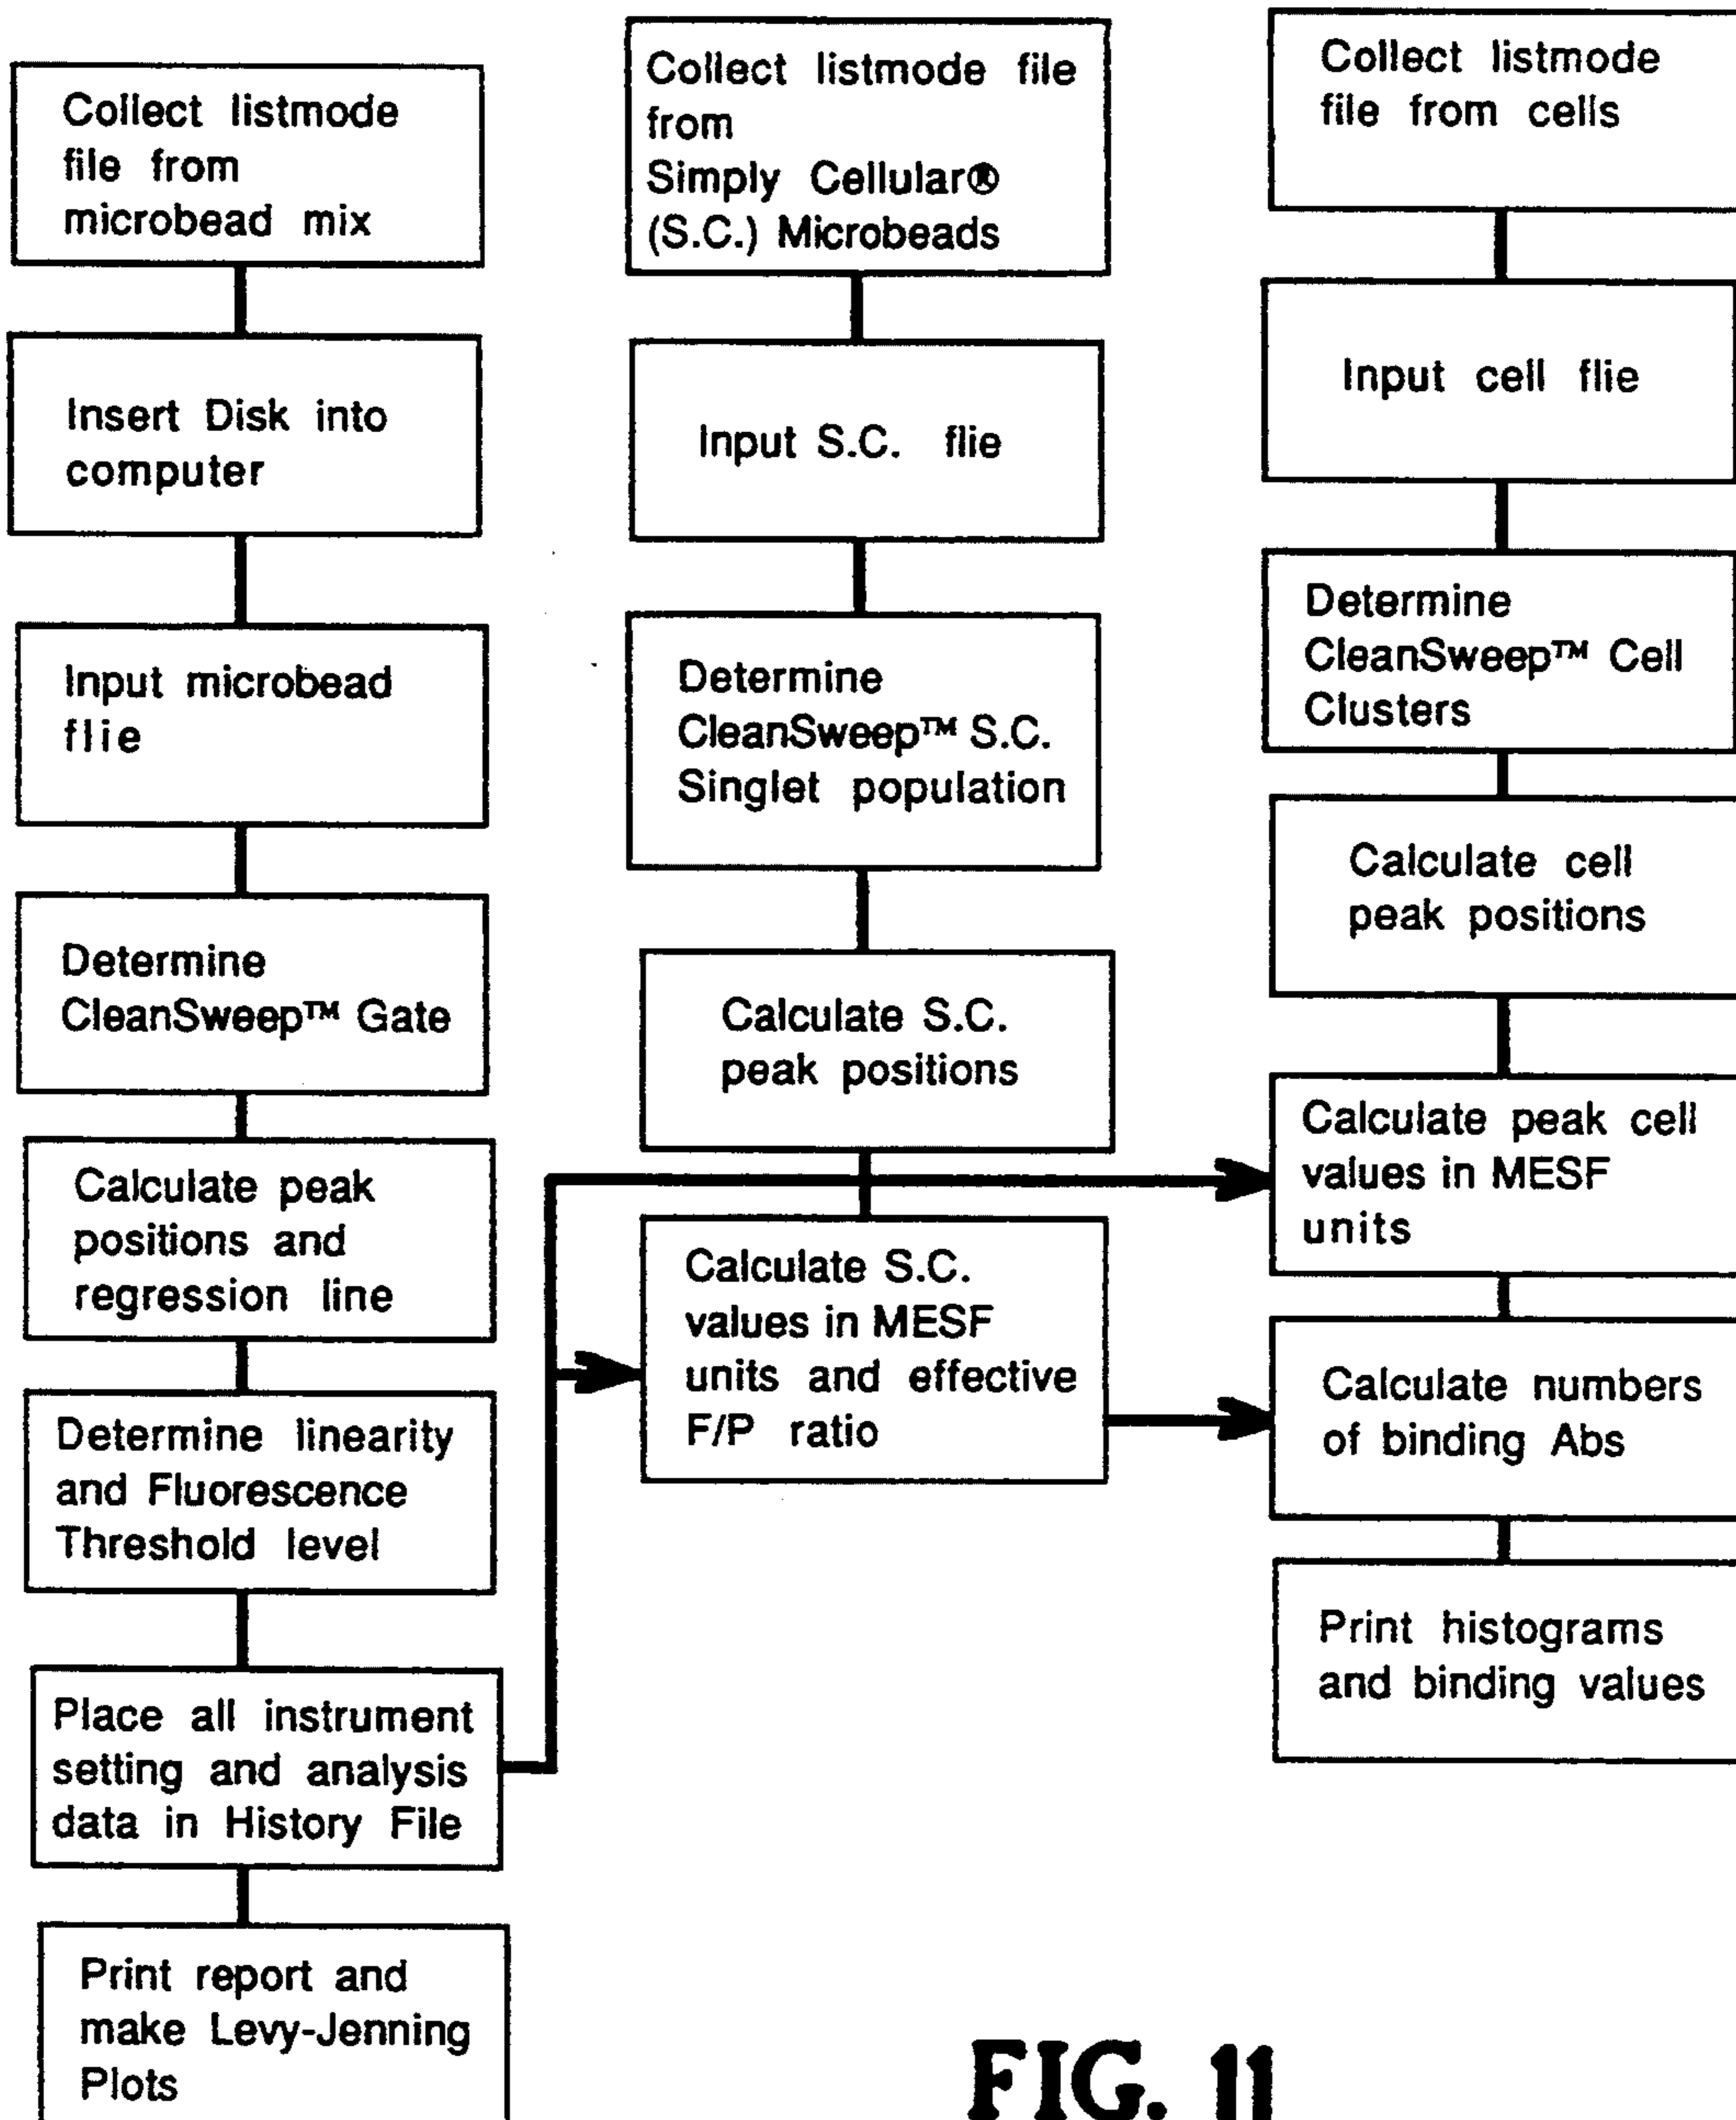 Collect listmode
file from
microbead mix
Insert Disk into
computer
Input microbead
flie
Determine
CleanSweep™ Gate
Calculate peak
positions and
regression line
Determine linearity
and Fluorescence
Threshold level
Place all instrument
setting and analysis
data in History File
Print report and
make Levy-Jenning
Plots
Collect listmode file
from
Simply Cellular®
(S.C.) Microbeads
Input S.C. flie
Determine
CleanSweep™ S.C.
Singlet population
Calculate S.C.
peak positions
Calculate S.C.
values in MESF
units and effective
F/P ratio
Collect listmode
file from cells
Input cell flie
Determine
CleanSweep™ Cell
Clusters
Calculate cell
peak positions
Calculate peak cell
values in MESF
units
Calculate numbers
of binding Abs
Print histograms
and binding values
FIG. 11